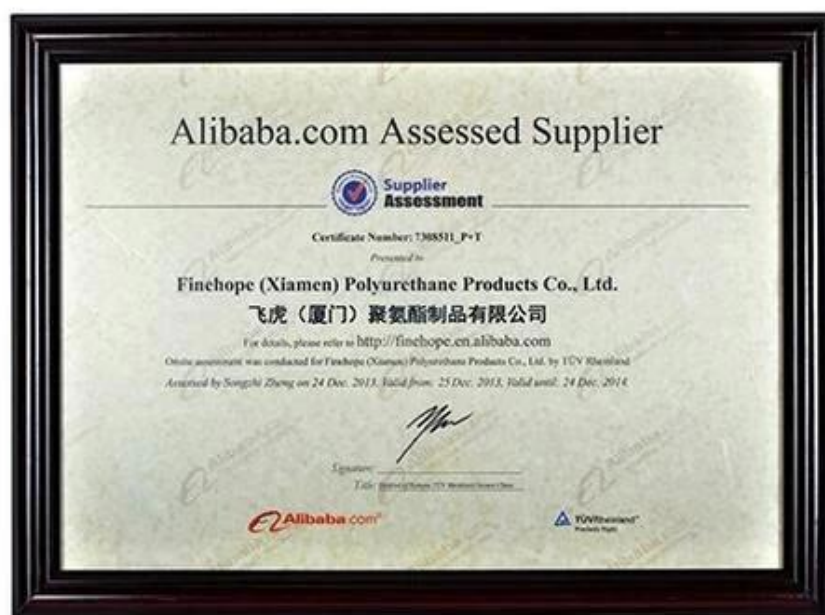 Alibaba.com Assessed Supplier
Supplier
Assessment
Certificate Number: 7308511_P+T
Presented to
Finehope (Xiamen) Polyurethane Products Co., Ltd.
飞虎（厦门）聚氨酯制品有限公司
For details, please refer to http://finehope.en.alibaba.com
Onsite assessment was conducted for Finehope (Xiamen) Polyurethane Products Co., Ltd. by TÜV Rheinland
Assessed by Songzhi Zheng on 24 Dec. 2013, Valid from: 25 Dec. 2013, Valid until: 24 Dec. 2014.
Signature:
Title:
Alibaba.com®
TÜVRheinland®
Precisely Right.